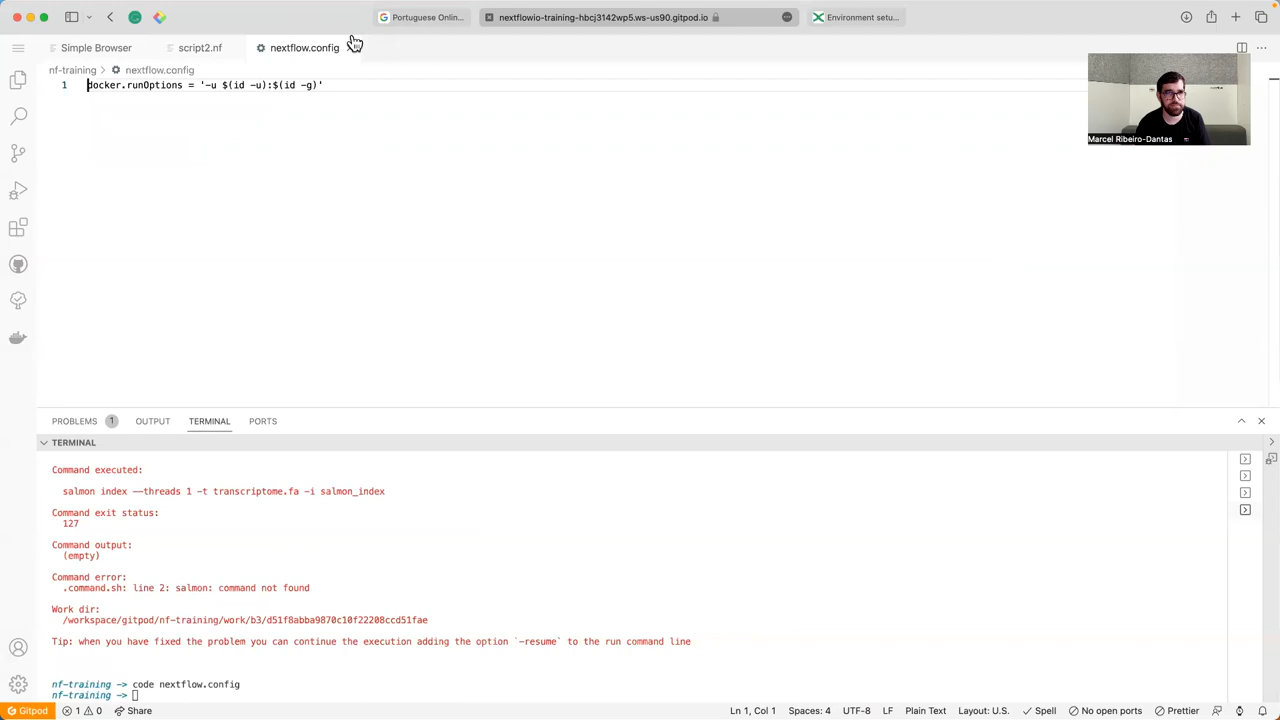 Portuguese Onlin...
nextflowio-training-hbcj3142wp5.ws-us90.gitpod.io
Environment setu...
Simple Browser
script2.nf
nextflow.config
nf-training > nextflow.config
1 docker.runOptions = '-u $(id -u):$(id -g)'
Marcel Ribeiro-Dantas
PROBLEMS 1 OUTPUT TERMINAL PORTS
TERMINAL
Command executed:
salmon index --threads 1 -t transcriptome.fa -i salmon_index
Command exit status:
127
Command output:
(empty)
Command error:
.command.sh: line 2: salmon: command not found
Work dir:
/workspace/gitpod/nf-training/work/b3/d51f8abba9870c10f22208ccd51fae
Tip: when you have fixed the problem you can continue the execution adding the option `-resume` to the run command line
nf-training -> code nextflow.config
nf-training ->
Gitpod 1 0 Share Ln 1, Col 1 Spaces: 4 UTF-8 LF Plain Text Layout: U.S. Spell No open ports Prettier